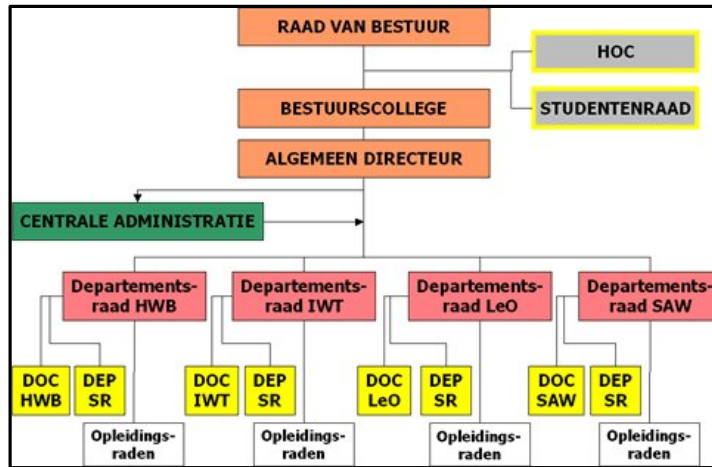 RAAD VAN BESTUUR
HOC
STUDENTENRAAD
BESTUURSCOLLEGE
ALGEMEEN DIRECTEUR
CENTRALE ADMINISTRATIE
Departements-
raad HWB
Departements-
raad IWT
Departements-
raad LeO
Departements-
raad SAW
DOC
HWB
DEP
SR
DOC
IWT
DEP
SR
DOC
LeO
DEP
SR
DOC
SAW
DEP
SR
Opleidings-
raden
Opleidings-
raden
Opleidings-
raden
Opleidings-
raden